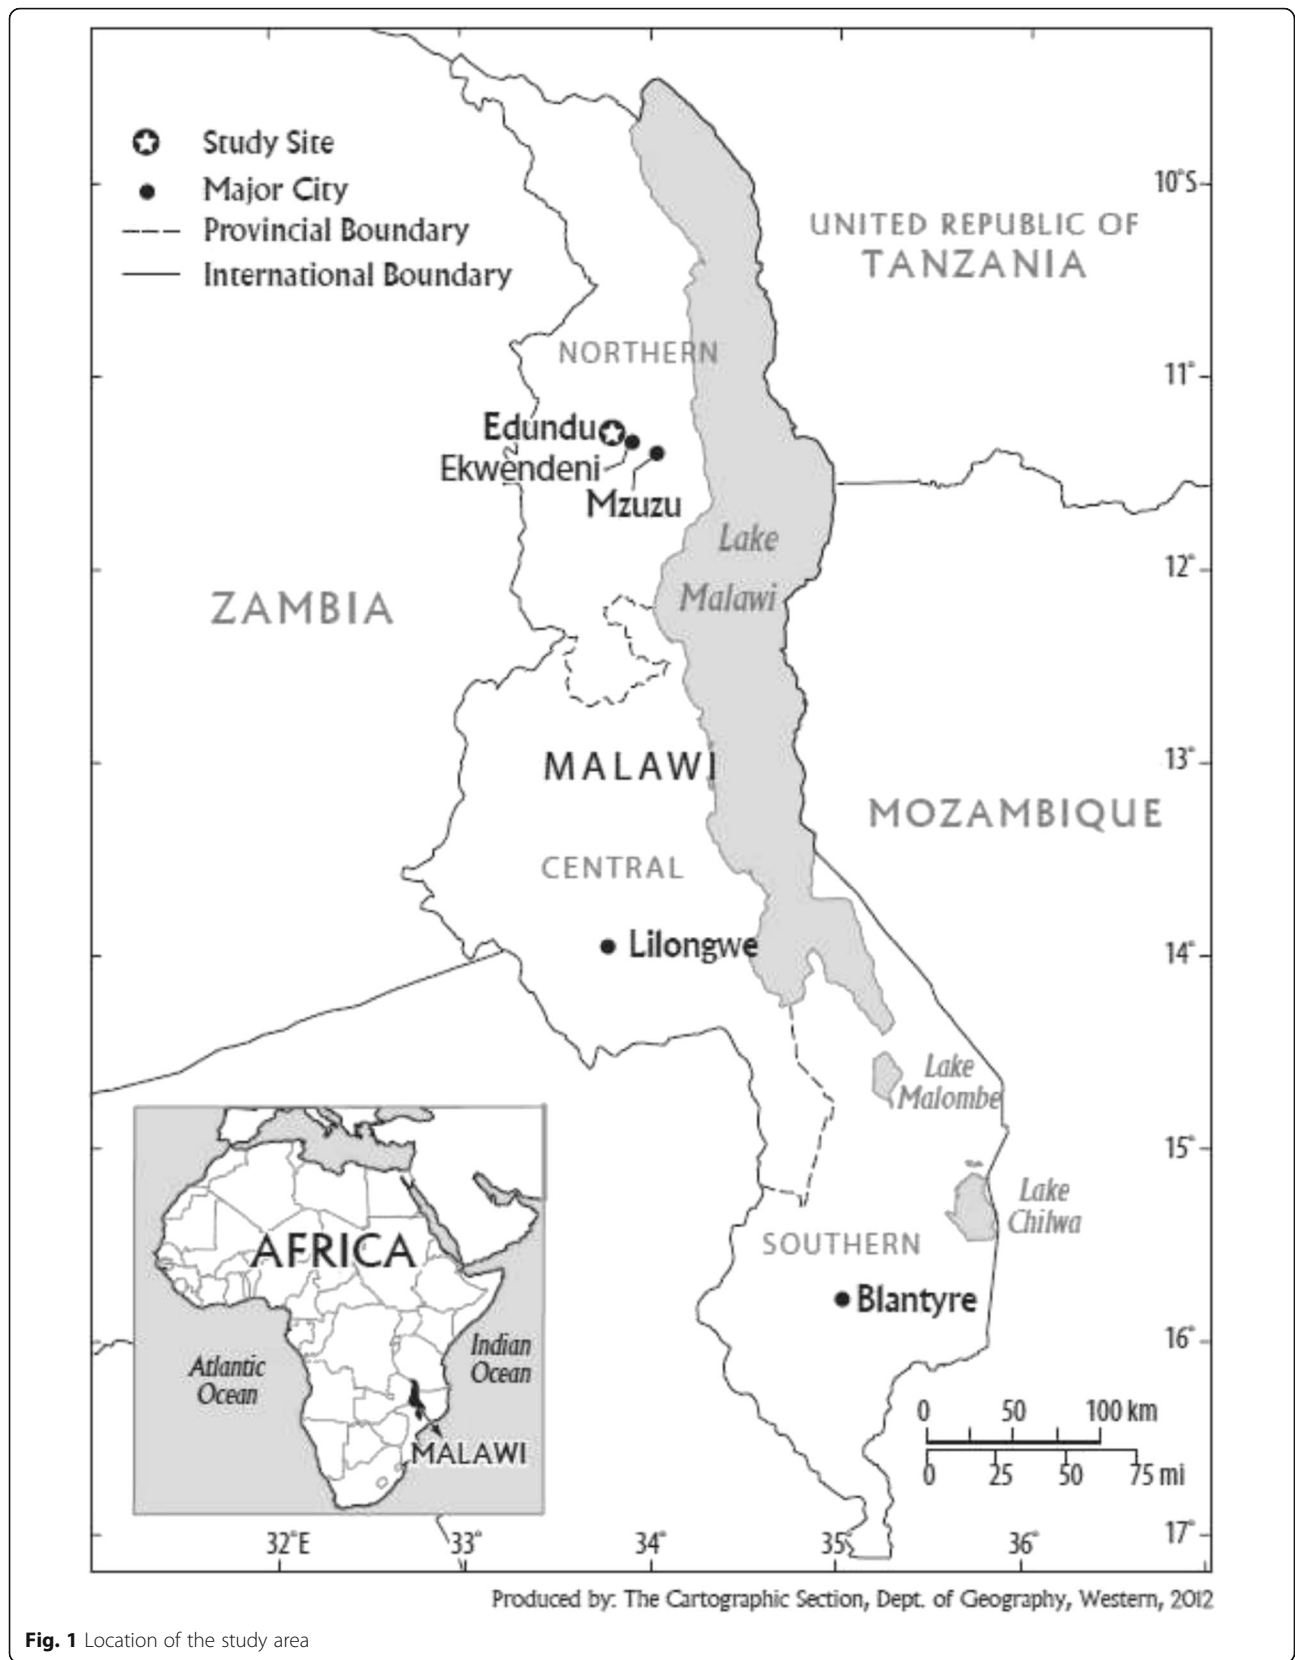 Study Site
Major City
Provincial Boundary
International Boundary
10°S
UNITED REPUBLIC OF
TANZANIA
NORTHERN
11°
Edundu
Ekwendeni
Mzuzu
Lake
Malawi
12°
ZAMBIA
MALAWI
13°
MOZAMBIQUE
CENTRAL
Lilongwe
14°
Lake
Malombe
15°
Lake
Chilwa
SOUTHERN
Blantyre
16°
AFRICA
Indian
Ocean
Atlantic
Ocean
MALAWI
0 50 100 km
0 25 50 75 mi
17°
32°E 33° 34° 35° 36°
Produced by: The Cartographic Section, Dept. of Geography, Western, 2012
Fig. 1 Location of the study area